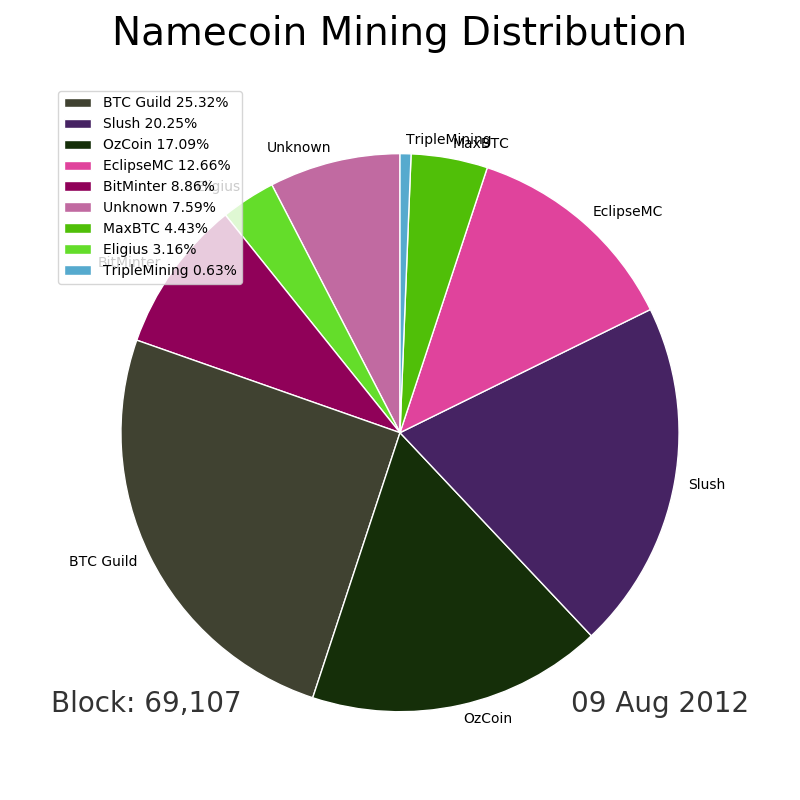 Namecoin Mining Distribution
BTC Guild 25.32%
Slush 20.25%
OzCoin 17.09%
EclipseMC 12.66%
BitMinter 8.86%
Unknown 7.59%
MaxBTC 4.43%
Eligius 3.16%
TripleMining 0.63%
TripleMining
MaxBTC
Unknown
Eligius
EclipseMC
BitMinter
Slush
BTC Guild
OzCoin
Block: 69,107
09 Aug 2012